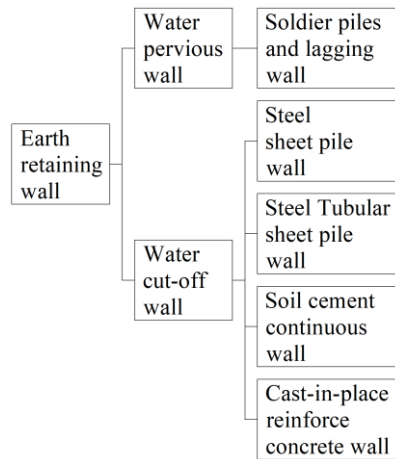 Earth
retaining
wall
Water
pervious
wall
Soldier piles
and lagging
wall
Water
cut-off
wall
Steel
sheet pile
wall
Steel Tubular
sheet pile
wall
Soil cement
continuous
wall
Cast-in-place
reinforce
concrete wall